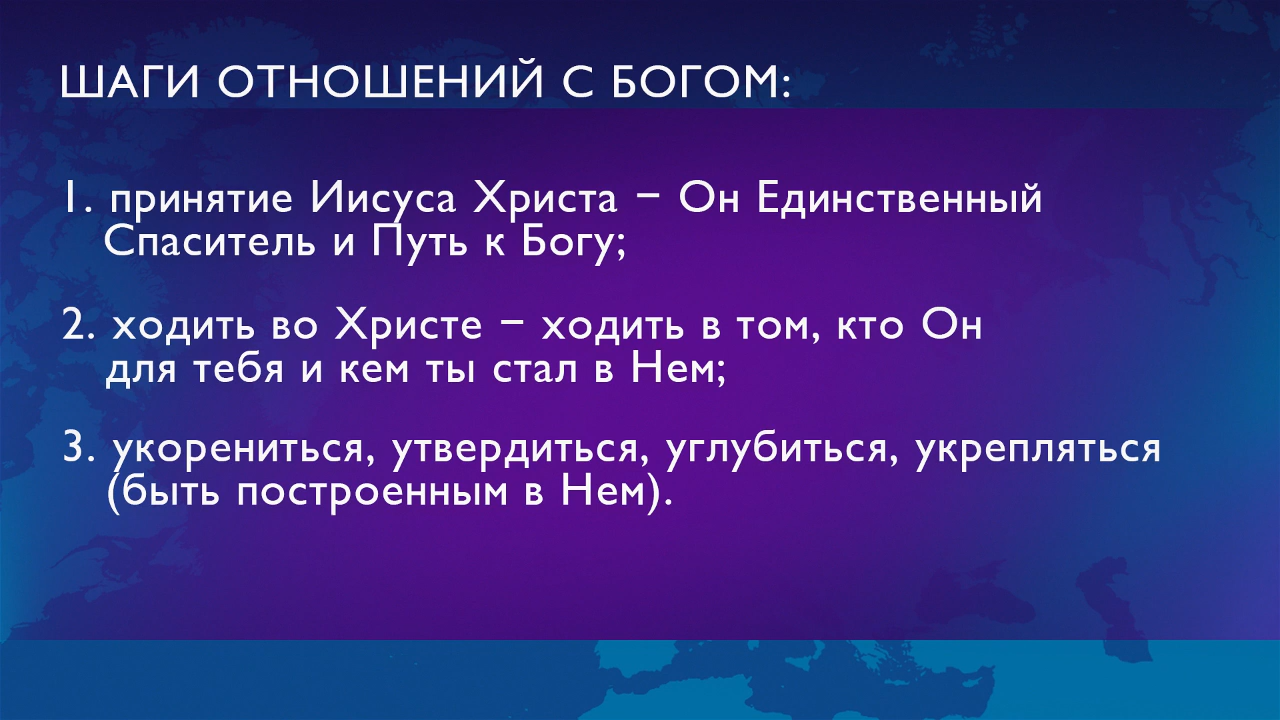 ШАГИ ОТНОШЕНИЙ С БОГОМ:
1. принятие Иисуса Христа – Он Единственный
Спаситель и Путь к Богу;
2. ходить во Христе – ходить в том, кто Он
для тебя и кем ты стал в Нем;
3. укорениться, утвердиться, углубиться, укрепляться
(быть построенным в Нем).